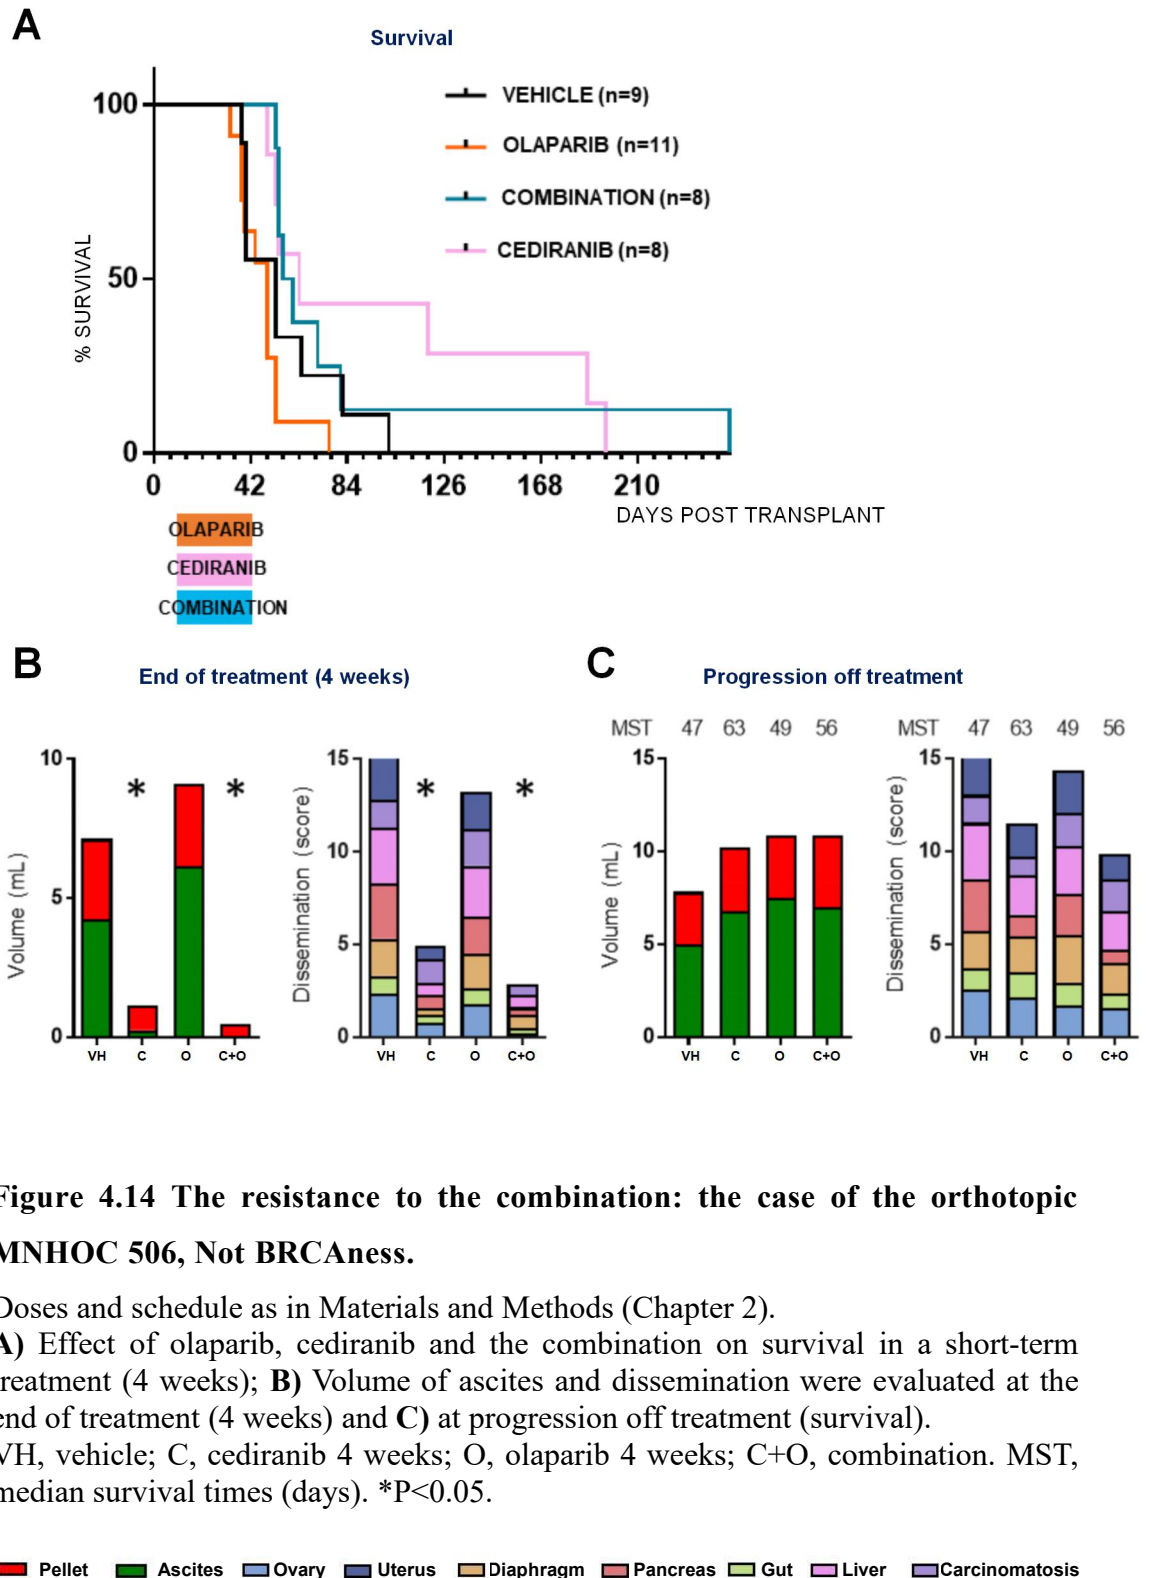 A
Survival
100
50
0
% SURVIVAL
VEHICLE (n=9)
OLAPARIB (n=11)
COMBINATION (n=8)
CEDIRANIB (n=8)
0 42 84 126 168 210
DAYS POST TRANSPLANT
OLAPARIB
CEDIRANIB
COMBINATION
B
End of treatment (4 weeks)
10
5
0
Volume (mL)
* *
VH C O C+O
15
10
5
0
Dissemination (score)
* *
VH C O C+O
C
Progression off treatment
MST 47 63 49 56
15
10
5
0
Volume (mL)
VH C O C+O
MST 47 63 49 56
15
10
5
0
Dissemination (score)
VH C O C+O
Figure 4.14 The resistance to the combination: the case of the orthotopic
MNHOC 506, Not BRCAness.
Doses and schedule as in Materials and Methods (Chapter 2).
A) Effect of olaparib, cediranib and the combination on survival in a short-term
treatment (4 weeks); B) Volume of ascites and dissemination were evaluated at the
end of treatment (4 weeks) and C) at progression off treatment (survival).
VH, vehicle; C, cediranib 4 weeks; O, olaparib 4 weeks; C+O, combination. MST,
median survival times (days). *P<0.05.
Pellet Ascites Ovary Uterus Diaphragm Pancreas Gut Liver Carcinomatosis